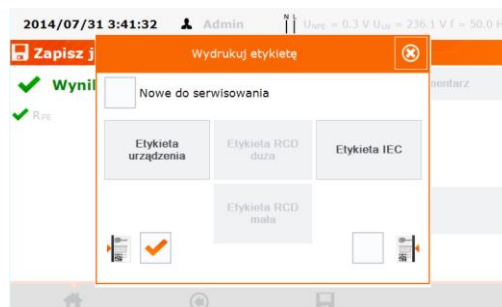 2014/07/31 3:41:32 Admin N L U_NPE = 0.3 V U_LN = 236.1 V f = 50.0 H
Zapisz j
Wydrukuj etykietę
Wynik
mentarz
Nowe do serwisowania
R_PE
Etykieta
urządzenia
Etykieta RCD
duża
Etykieta IEC
Etykieta RCD
mała